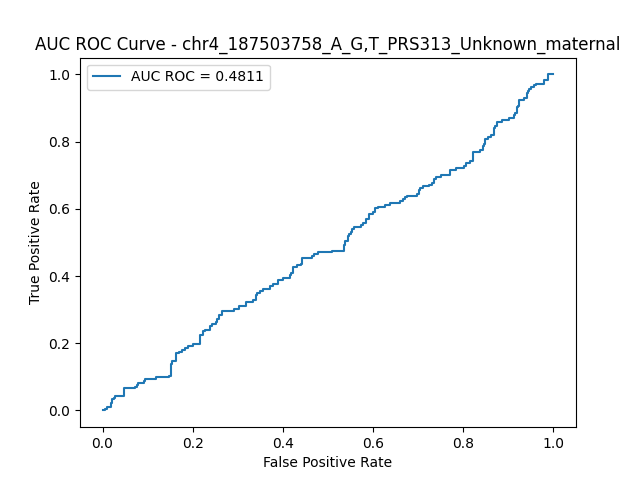 AUC ROC Curve - chr4_187503758_A_G,T_PRS313_Unknown_maternal
AUC ROC = 0.4811
1.0
0.8
0.6
0.4
0.2
0.0
True Positive Rate
0.0 0.2 0.4 0.6 0.8 1.0
False Positive Rate